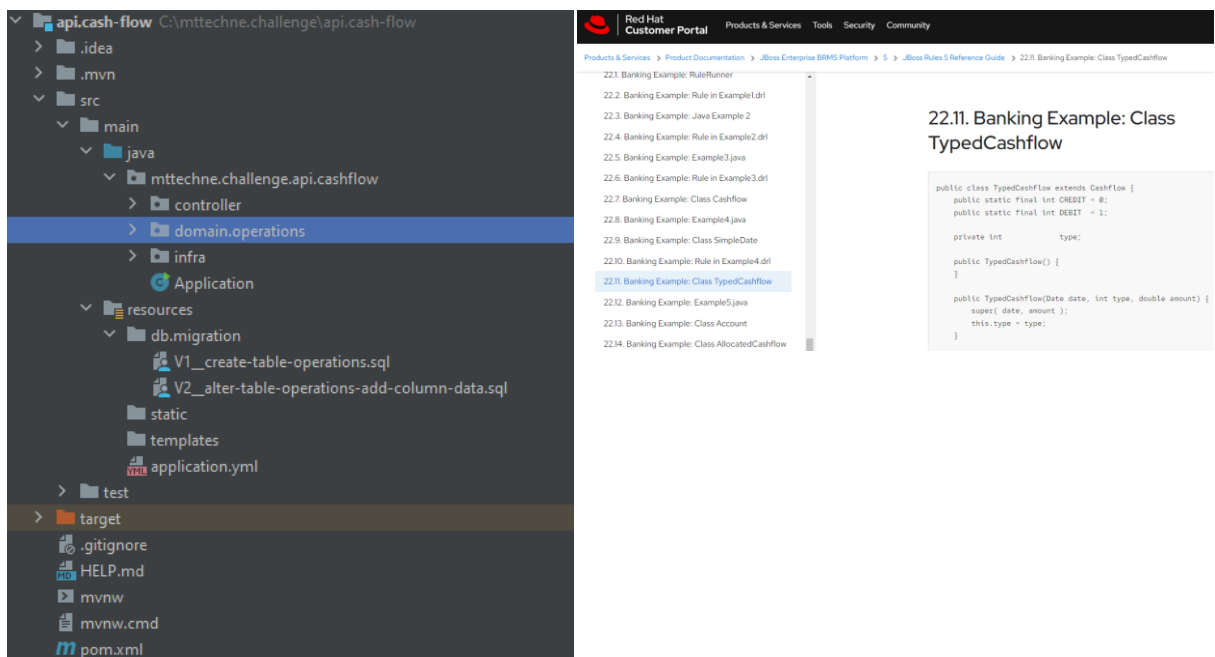 api.cash-flow C:\mttechne.challenge\api.cash-flow
.idea
.mvn
src
main
java
mttechne.challenge.api.cashflow
controller
domain.operations
infra
Application
resources
db.migration
V1__create-table-operations.sql
V2__alter-table-operations-add-column-data.sql
static
templates
application.yml
test
target
.gitignore
HELP.md
mvnw
mvnw.cmd
pom.xml
Red Hat
Customer Portal
Products & Services Tools Security Community
Products & Services > Product Documentation > JBoss Enterprise BRMS Platform > 5 > JBoss Rules 5 Reference Guide > 22.11. Banking Example: Class TypedCashflow
22.1. Banking Example: RuleRunner
22.2. Banking Example: Rule in Example1.drl
22.3. Banking Example: Java Example 2
22.4. Banking Example: Rule in Example2.drl
22.5. Banking Example: Example3.java
22.6. Banking Example: Rule in Example3.drl
22.7. Banking Example: Class Cashflow
22.8. Banking Example: Example4.java
22.9. Banking Example: Class SimpleDate
22.10. Banking Example: Rule in Example4.drl
22.11. Banking Example: Class TypedCashflow
22.12. Banking Example: Example5.java
22.13. Banking Example: Class Account
22.14. Banking Example: Class AllocatedCashflow
22.11. Banking Example: Class
TypedCashflow
public class TypedCashflow extends Cashflow {
public static final int CREDIT = 0;
public static final int DEBIT = 1;
private int type;
public TypedCashflow() {
}
public TypedCashflow(Date date, int type, double amount) {
super( date, amount );
this.type = type;
}